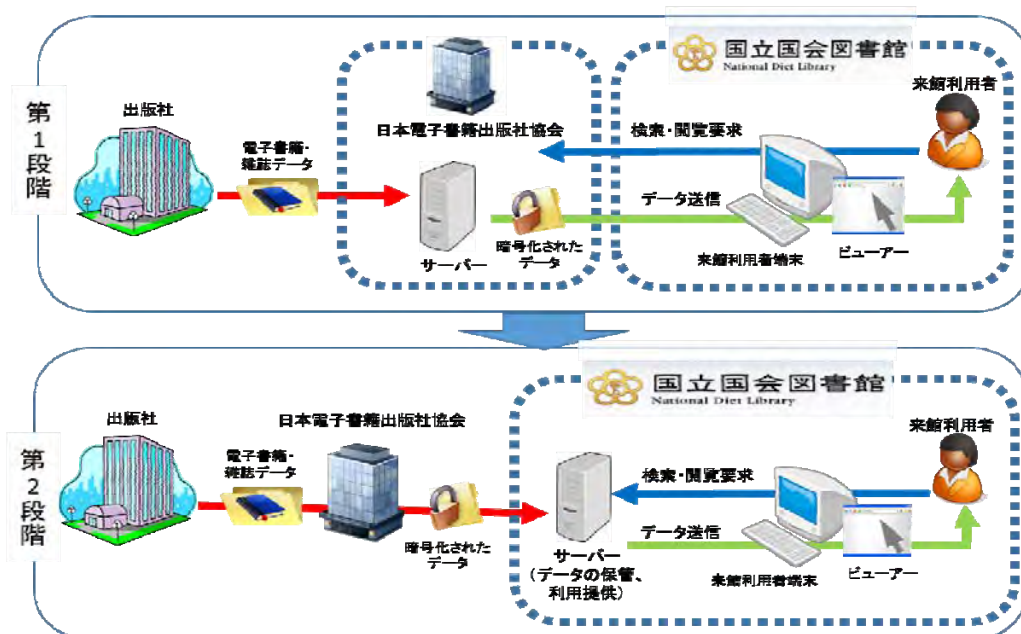 国立国会図書館
National Diet Library
第1段階
出版社
電子書籍・
雑誌データ
日本電子書籍出版社協会
サーバー
暗号化された
データ
検索・閲覧要求
データ送信
来館利用者
来館利用者端末
ビューアー
国立国会図書館
National Diet Library
第2段階
出版社
電子書籍・
雑誌データ
日本電子書籍出版社協会
暗号化された
データ
サーバー
(データの保管、
利用提供)
検索・閲覧要求
データ送信
来館利用者
来館利用者端末
ビューアー